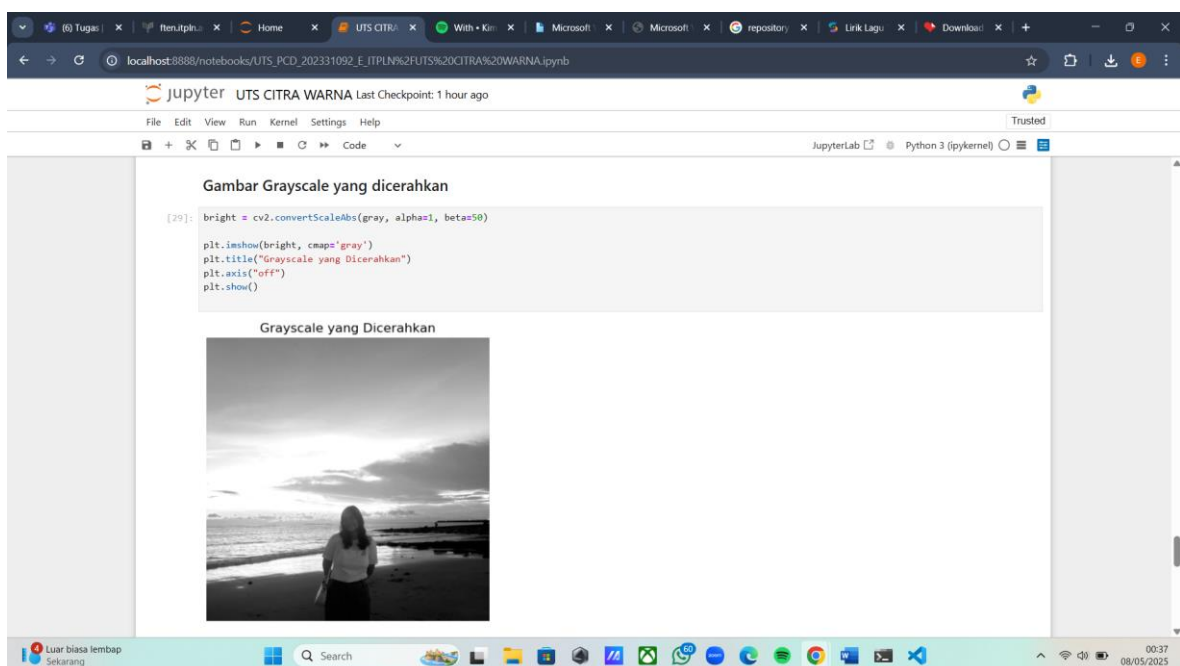 (6) Tugas
ften.itpln.a
Home
UTS CITRA
With • Kim
Microsoft
Microsoft
repository
Lirik Lagu
Download
localhost:8888/notebooks/UTS_PCD_202331092_E_ITPLN%2FUTS%20CITRA%20WARNA.ipynb
E
jupyter UTS CITRA WARNA Last Checkpoint: 1 hour ago
File Edit View Run Kernel Settings Help
Trusted
Code
JupyterLab
Python 3 (ipykernel)
Gambar Grayscale yang dicerahkan
[29]: bright = cv2.convertScaleAbs(gray, alpha=1, beta=50)
plt.imshow(bright, cmap='gray')
plt.title("Grayscale yang Dicerahkan")
plt.axis("off")
plt.show()
Grayscale yang Dicerahkan
Luar biasa lembap
Sekarang
Search
00:37
08/05/2025